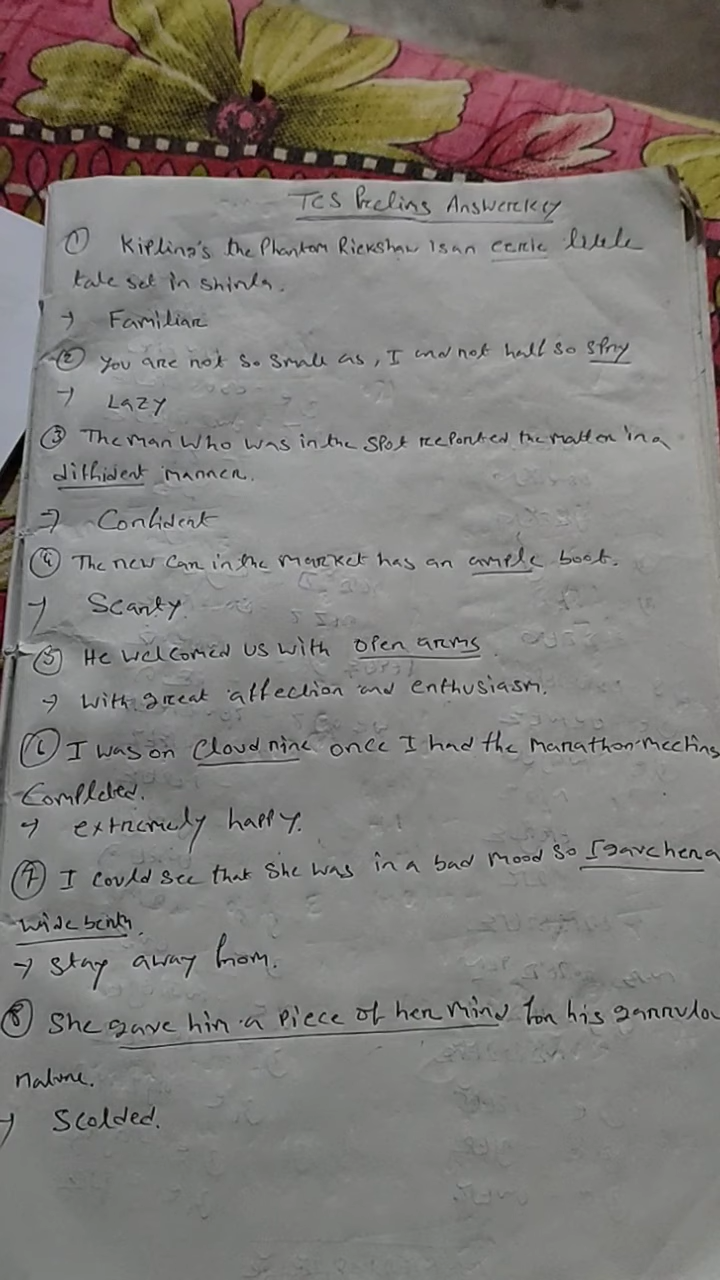 TCS Prelims Answerkey
① Kipling's the Phantom Rickshaw is an eerie little
tale set in shimla.
→ Familiar
② You are not so small as, I and not half so spry
→ Lazy
③ The man who was in the spot reported the matter in a
diffident manner.
→ Confident
④ The new car in the market has an ample boot.
→ Scanty
⑤ He welcomed us with open arms.
→ with great affection and enthusiasm.
⑥ I was on cloud nine once I had the marathon meeting
Completed.
→ extremely happy.
⑦ I could see that she was in a bad mood so I gave her a
wide berth.
→ stay away from.
⑧ She gave him a piece of her mind for his garrulou
nature.
→ Scolded.